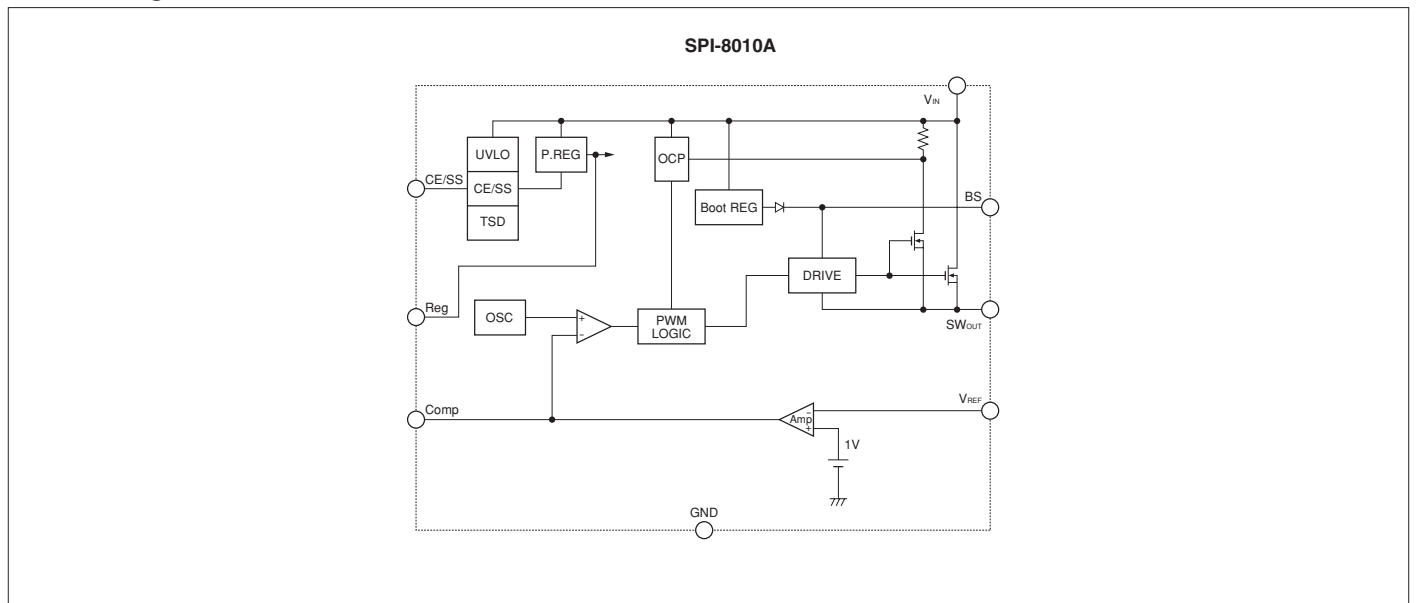 SPI-8010A
VIN
UVLO
P.REG
OCP
CE/SS
CE/SS
TSD
Boot REG
BS
DRIVE
Reg
OSC
+
−
PWM
LOGIC
SWOUT
Comp
Amp
−
+
VREF
1V
GND